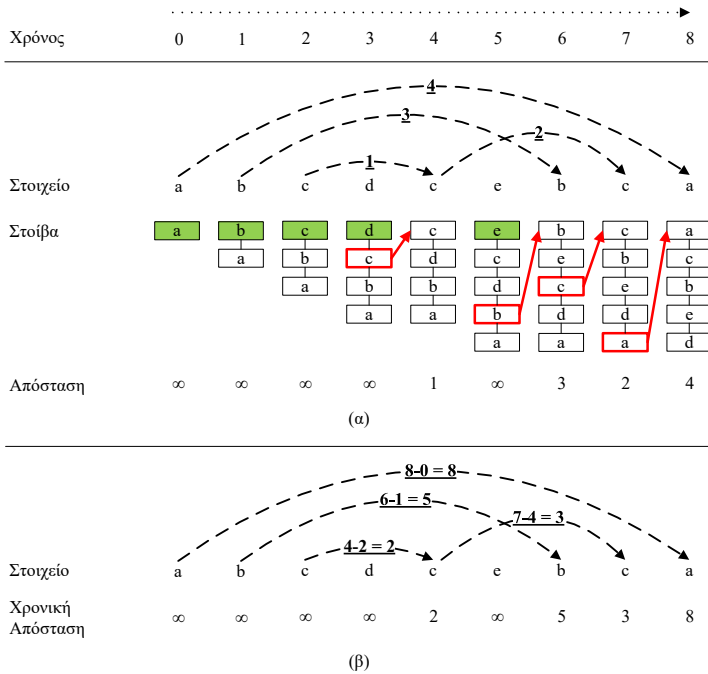 Χρόνος 0 1 2 3 4 5 6 7 8
4
3
2
1
Στοιχείο a b c d c e b c a
Στοίβα a b c d c e b c a
a b c d c e b c
a b b d c e b
a a b d d e
a a a d
Απόσταση ∞ ∞ ∞ ∞ 1 ∞ 3 2 4
(α)
8-0 = 8
6-1 = 5
7-4 = 3
4-2 = 2
Στοιχείο a b c d c e b c a
Χρονική
Απόσταση ∞ ∞ ∞ ∞ 2 ∞ 5 3 8
(β)